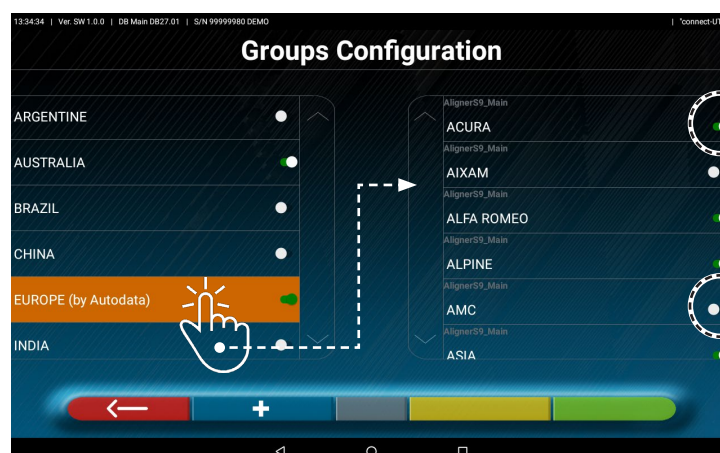 13:34:34 | Ver. SW 1.0.0 | DB Main DB27.01 | S/N 99999980 DEMO | "connect-UT
Groups Configuration
ARGENTINE
AUSTRALIA
BRAZIL
CHINA
EUROPE (by Autodata)
INDIA
AlignerS9_Main
ACURA
AlignerS9_Main
AIXAM
AlignerS9_Main
ALFA ROMEO
AlignerS9_Main
ALPINE
AlignerS9_Main
AMC
AlignerS9_Main
ASIA